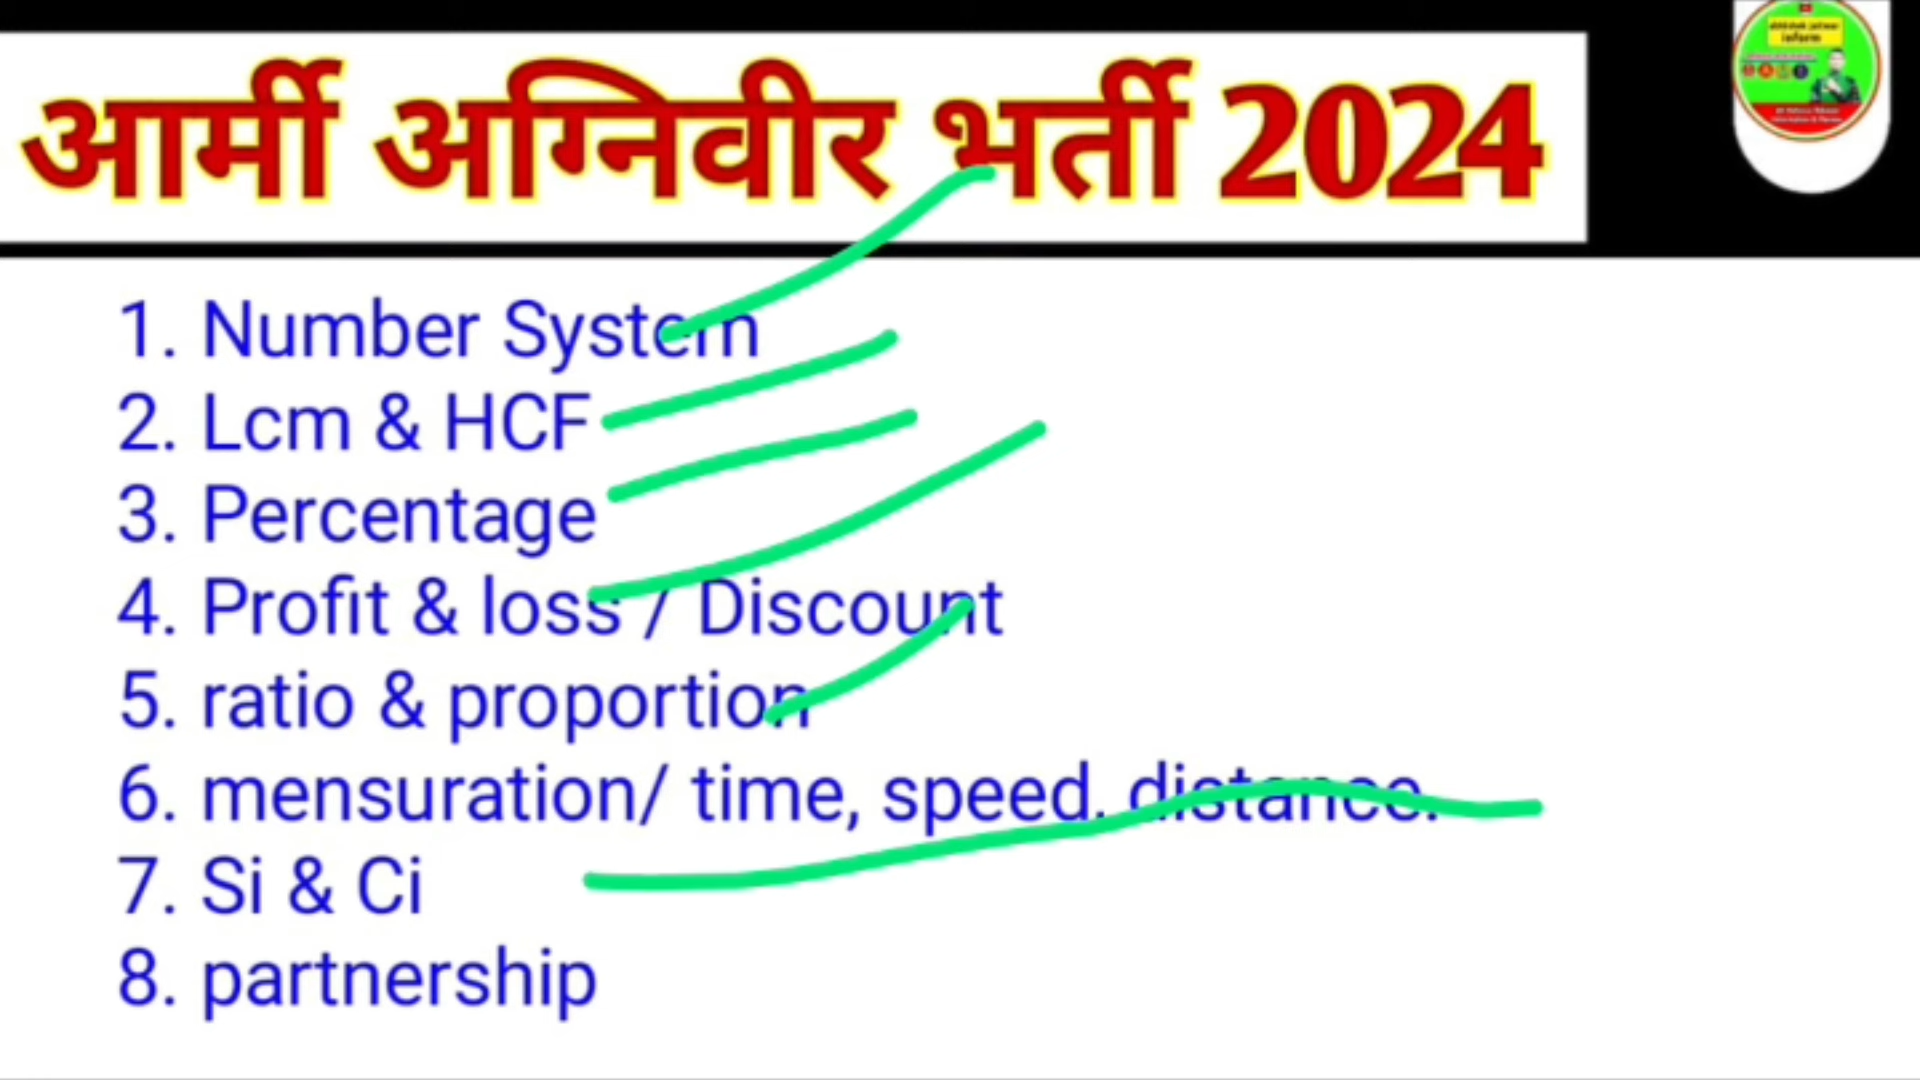 आर्मी अग्निवीर भर्ती 2024
1. Number System
2. Lcm & HCF
3. Percentage
4. Profit & loss / Discount
5. ratio & proportion
6. mensuration/ time, speed, distance.
7. Si & Ci
8. partnership